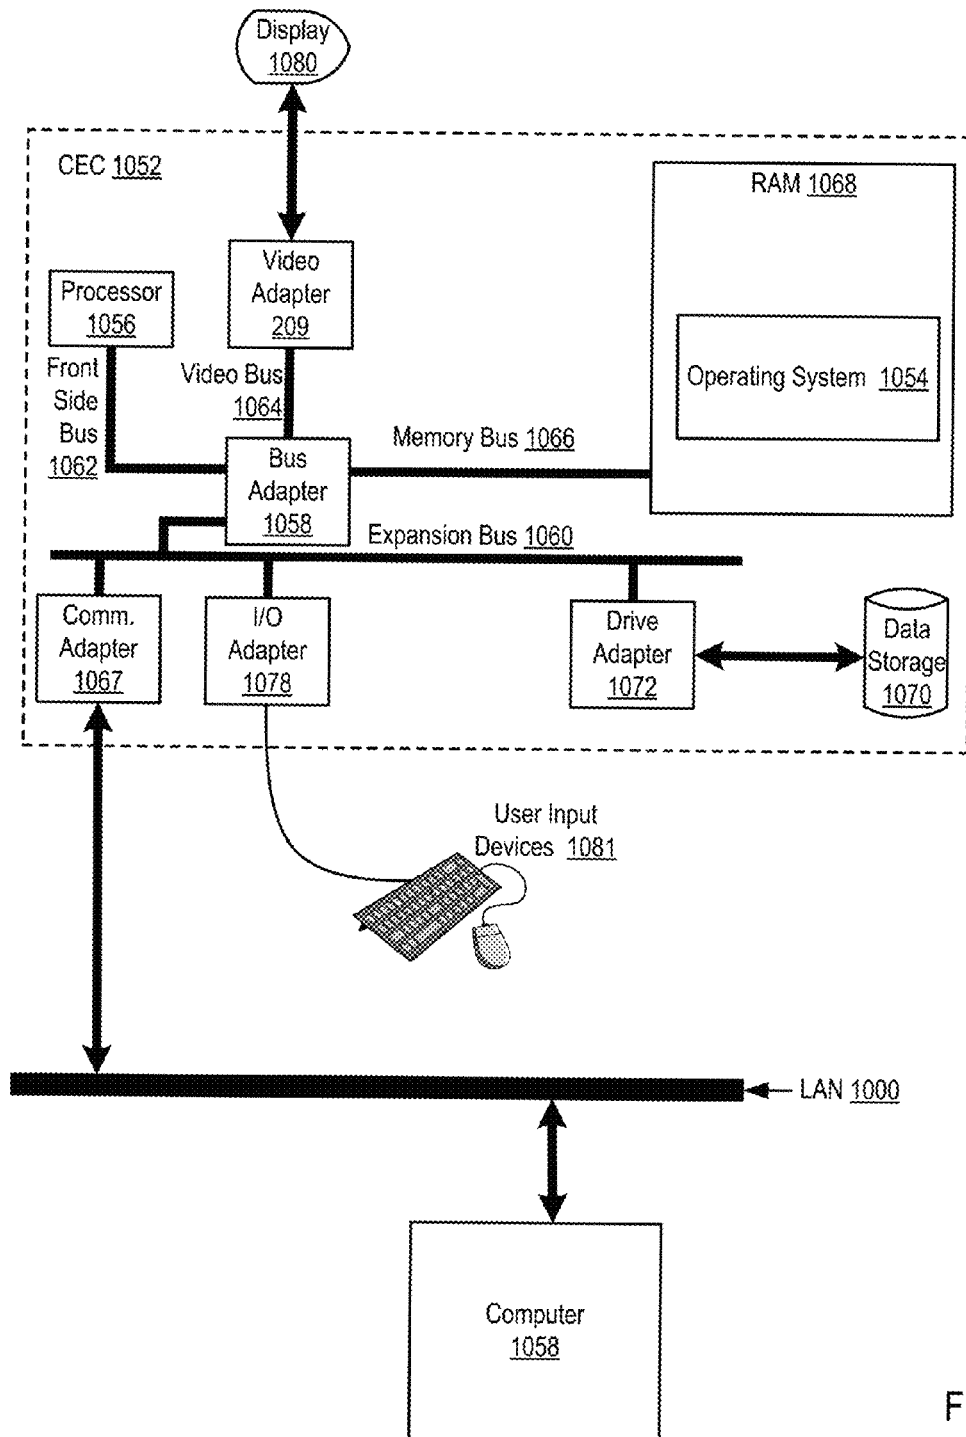 Display
1080
CEC 1052
RAM 1068
Video
Adapter
209
Processor
1056
Operating System 1054
Front
Side
Bus
1062
Video Bus
1064
Memory Bus 1066
Bus
Adapter
1058
Expansion Bus 1060
Comm.
Adapter
1067
I/O
Adapter
1078
Drive
Adapter
1072
Data
Storage
1070
User Input
Devices 1081
LAN 1000
Computer
1058
F